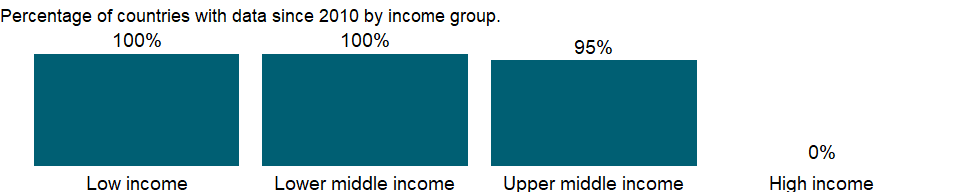 Percentage of countries with data since 2010 by income group.
100% 100% 95% 0%
Low income Lower middle income Upper middle income High income